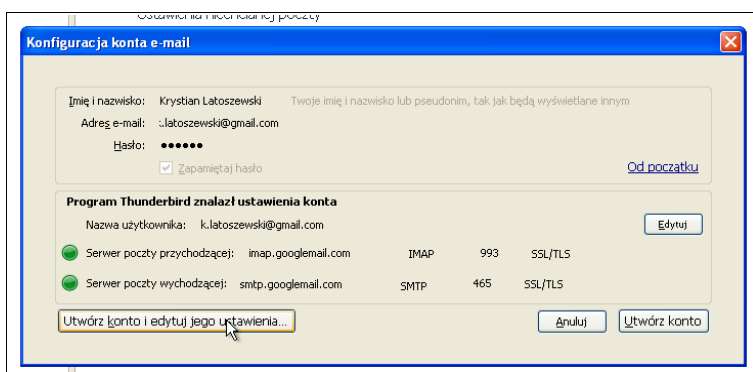 Ustawienia niechcianej poczty
Konfiguracja konta e-mail
Imię i nazwisko: Krystian Latoszewski Twoje imię i nazwisko lub pseudonim, tak jak będą wyświetlane innym
Adres e-mail: :.latoszewski@gmail.com
Hasło: ●●●●●●
Zapamiętaj hasło Od początku
Program Thunderbird znalazł ustawienia konta
Nazwa użytkownika: k.latoszewski@gmail.com Edytuj
Serwer poczty przychodzącej: imap.googlemail.com IMAP 993 SSL/TLS
Serwer poczty wychodzącej: smtp.googlemail.com SMTP 465 SSL/TLS
Utwórz konto i edytuj jego ustawienia... Anuluj Utwórz konto